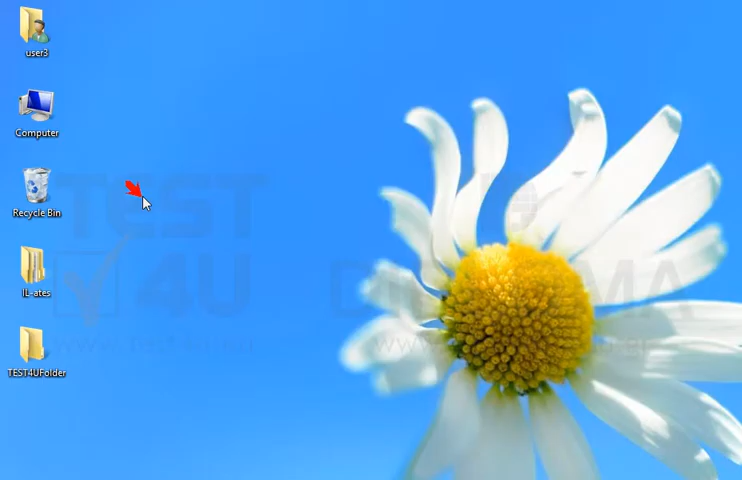 user3
Computer
Recycle Bin
IL-ates
TEST4UFolder
TEST
4U